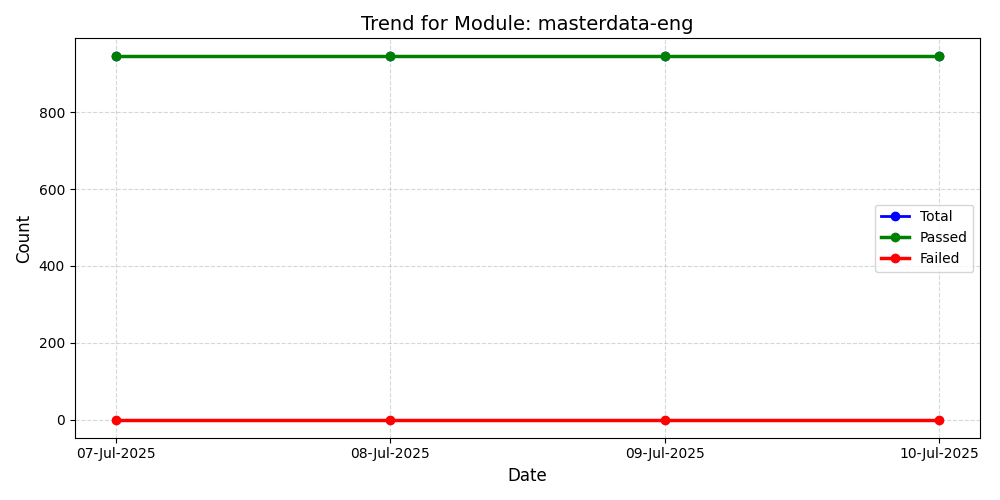 Trend for Module: masterdata-eng
800
600
400
200
0
Count
Total
Passed
Failed
07-Jul-2025
08-Jul-2025
09-Jul-2025
10-Jul-2025
Date